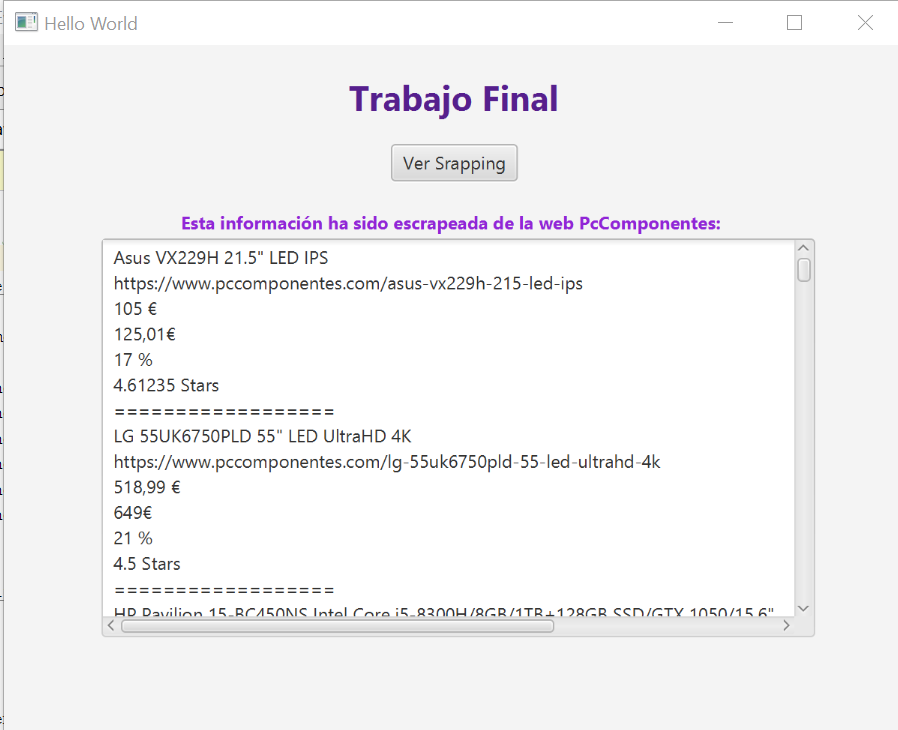 Hello World
Trabajo Final
Ver Srapping
Esta información ha sido escrapeada de la web PcComponentes:
Asus VX229H 21.5" LED IPS
https://www.pccomponentes.com/asus-vx229h-215-led-ips
105 €
125,01€
17 %
4.61235 Stars
==================
LG 55UK6750PLD 55" LED UltraHD 4K
https://www.pccomponentes.com/lg-55uk6750pld-55-led-ultrahd-4k
518,99 €
649€
21 %
4.5 Stars
==================
HP Pavilion 15-BC450NS Intel Core i5-8300H/8GB/1TB+128GB SSD/GTX 1050/15.6"